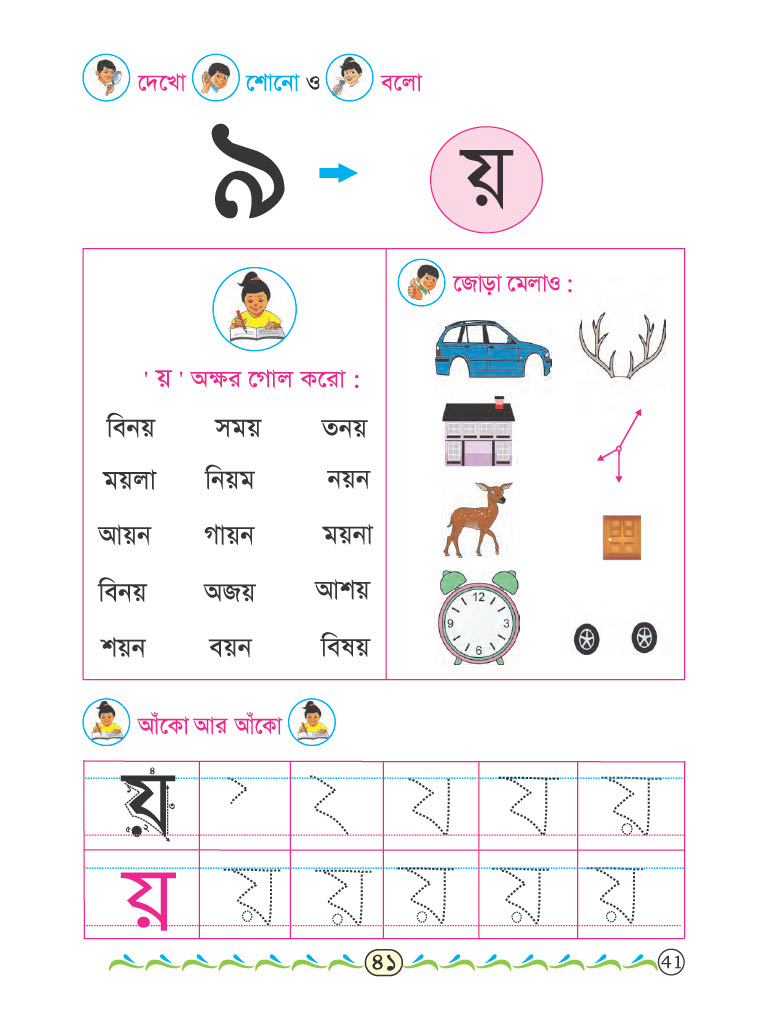 দেখো শোনো ও বলো
৯ য়
' য় ' অক্ষর গোল করো :
বিনয় সময় তনয়
ময়লা নিয়ম নয়ন
আয়ন গায়ন ময়না
বিনয় অজয় আশয়
শয়ন বয়ন বিষয়
জোড়া মেলাও :
12
9 3
6
আঁকো আর আঁকো
য় ১ ২ ৩ ৪ ৫
য় য় য় য় য় য়
৪১ 41